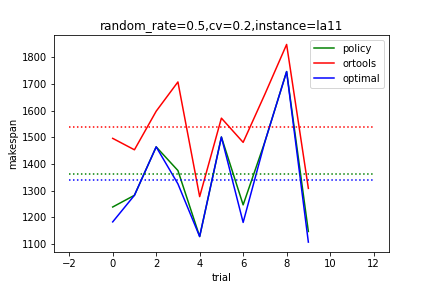 random_rate=0.5,cv=0.2,instance=la11
policy
ortools
optimal
makespan
1800
1700
1600
1500
1400
1300
1200
1100
−2 0 2 4 6 8 10 12
trial